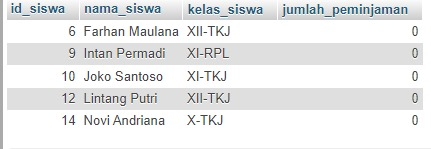 id_siswa nama_siswa kelas_siswa jumlah_peminjaman
6 Farhan Maulana XII-TKJ 0
9 Intan Permadi XI-RPL 0
10 Joko Santoso XI-TKJ 0
12 Lintang Putri XII-TKJ 0
14 Novi Andriana X-TKJ 0